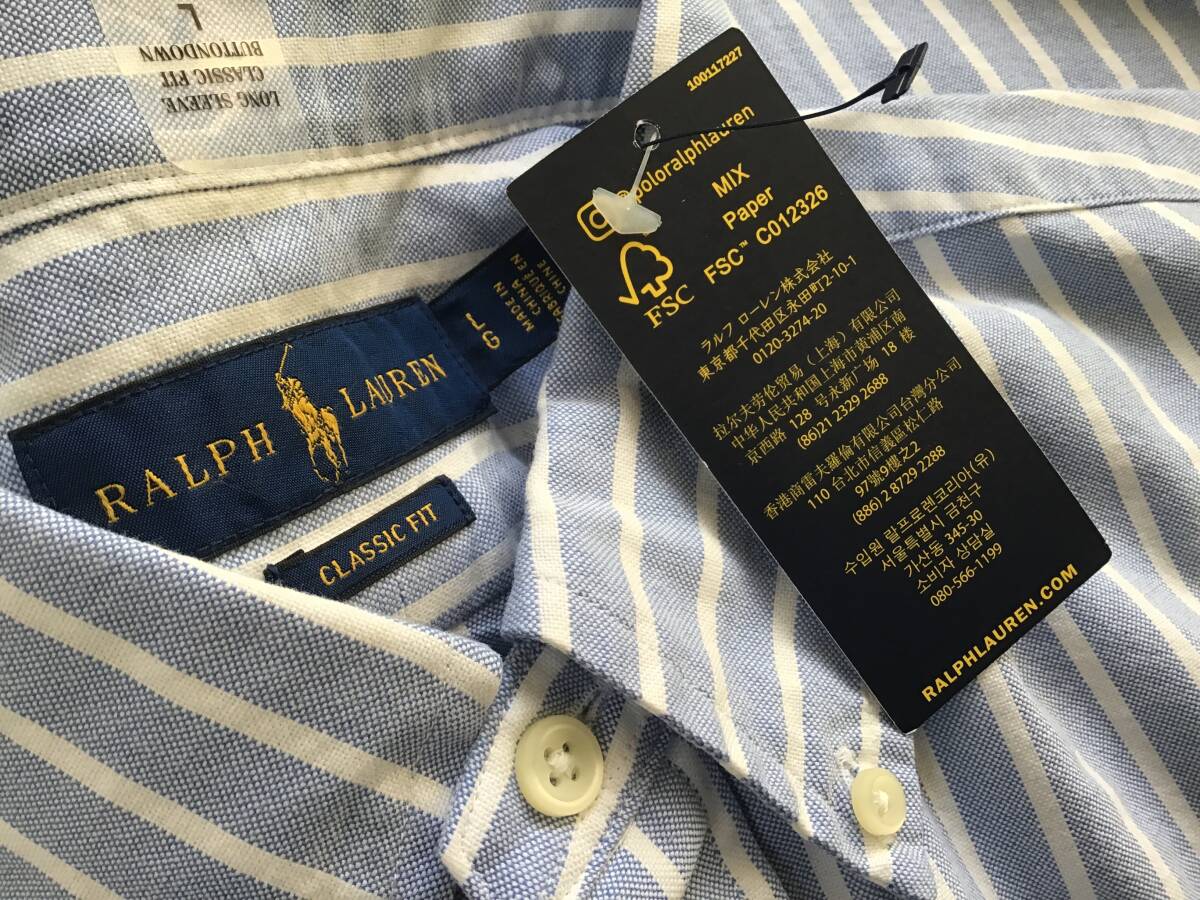 LONG SLEEVE
CLASSIC FIT
BUTTONDOWN
L
RALPH LAUREN
CLASSIC FIT
L
G
MADE IN
CHINA
FABRIQUÉ EN
CHINE
100117227
@poloralphlauren
MIX
Paper
FSC™ C012326
FSC
ラルフ ローレン株式会社
東京都千代田区永田町2-10-1
0120-3274-20
拉尔夫劳伦贸易（上海）有限公司
中华人民共和国上海市黄浦区南
京西路 128 号永新广场 18 楼
(86)21 2329 2688
香港商雷夫羅倫有限公司台灣分公司
110 台北市信義區松仁路
97號9樓之2
(886) 2 8729 2288
수입원 랄프로렌코리아(유)
서울특별시 금천구
가산동 345-30
소비자 상담실
080-566-1199
RALPHLAUREN.COM